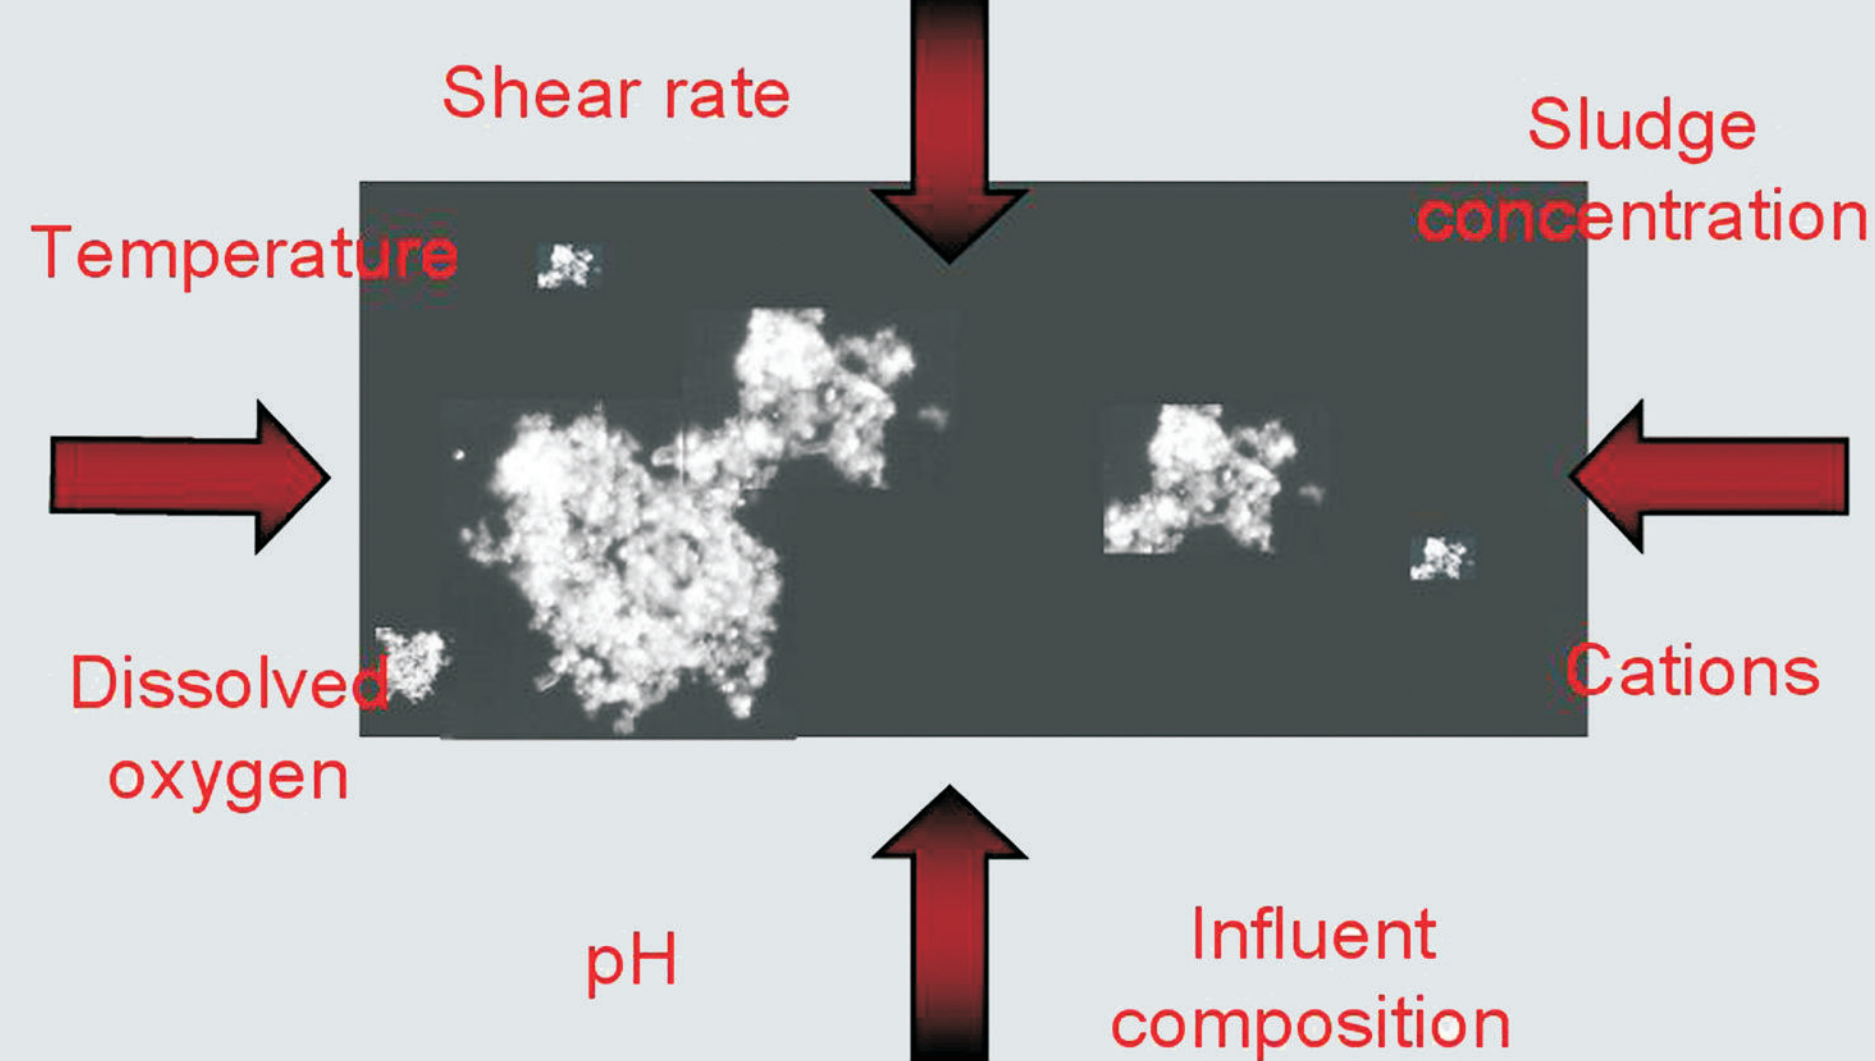 Shear rate
Sludge
concentration
Temperature
Dissolved
oxygen
Cations
pH
Influent
composition